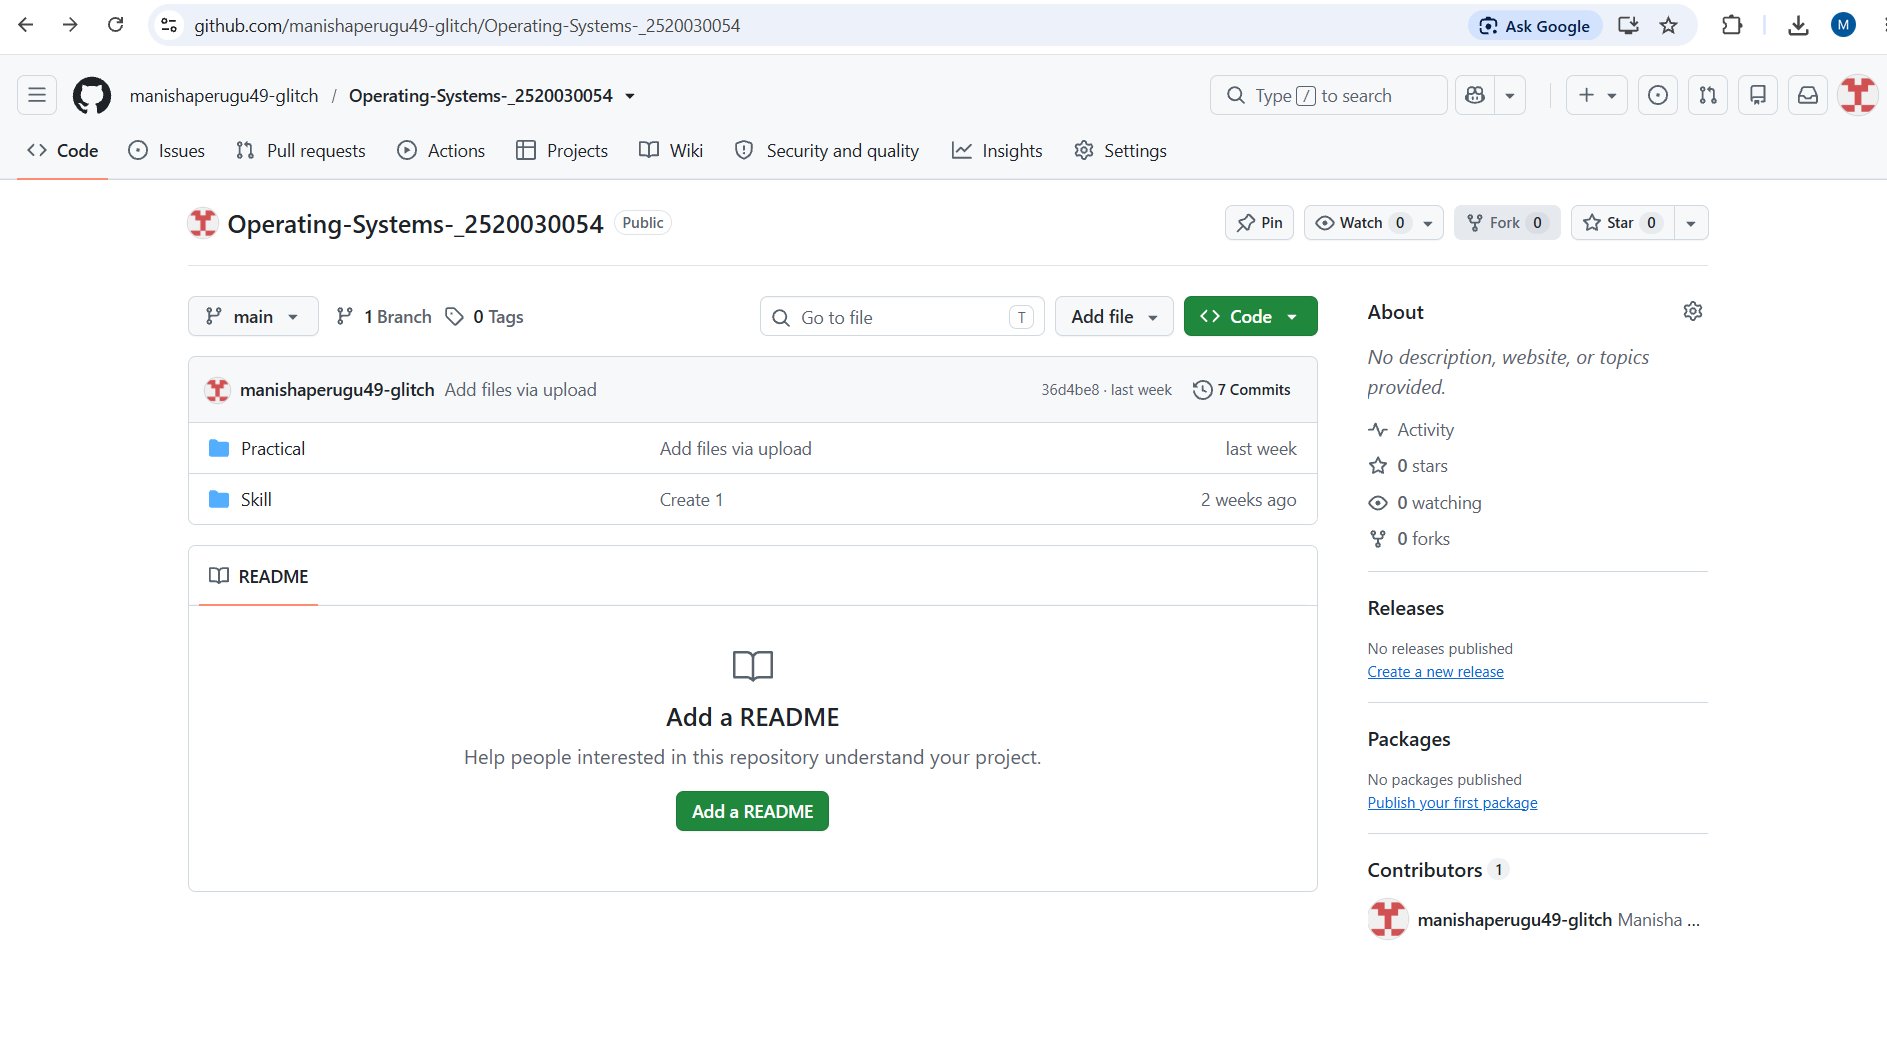 github.com/manishaperugu49-glitch/Operating-Systems-_2520030054
Ask Google
M
manishaperugu49-glitch / Operating-Systems-_2520030054
Type / to search
Code
Issues
Pull requests
Actions
Projects
Wiki
Security and quality
Insights
Settings
Operating-Systems-_2520030054 Public
Pin
Watch 0
Fork 0
Star 0
main
1 Branch
0 Tags
Go to file T
Add file
Code
manishaperugu49-glitch Add files via upload 36d4be8 · last week 7 Commits
Practical Add files via upload last week
Skill Create 1 2 weeks ago
README
Add a README
Help people interested in this repository understand your project.
Add a README
About
No description, website, or topics
provided.
Activity
0 stars
0 watching
0 forks
Releases
No releases published
Create a new release
Packages
No packages published
Publish your first package
Contributors 1
manishaperugu49-glitch Manisha ...